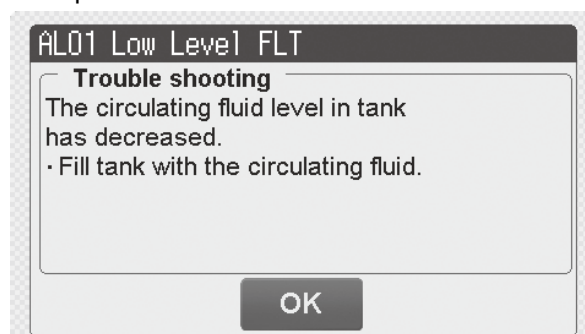 AL01 Low Level FLT
Trouble shooting
The circulating fluid level in tank
has decreased.
· Fill tank with the circulating fluid.
OK